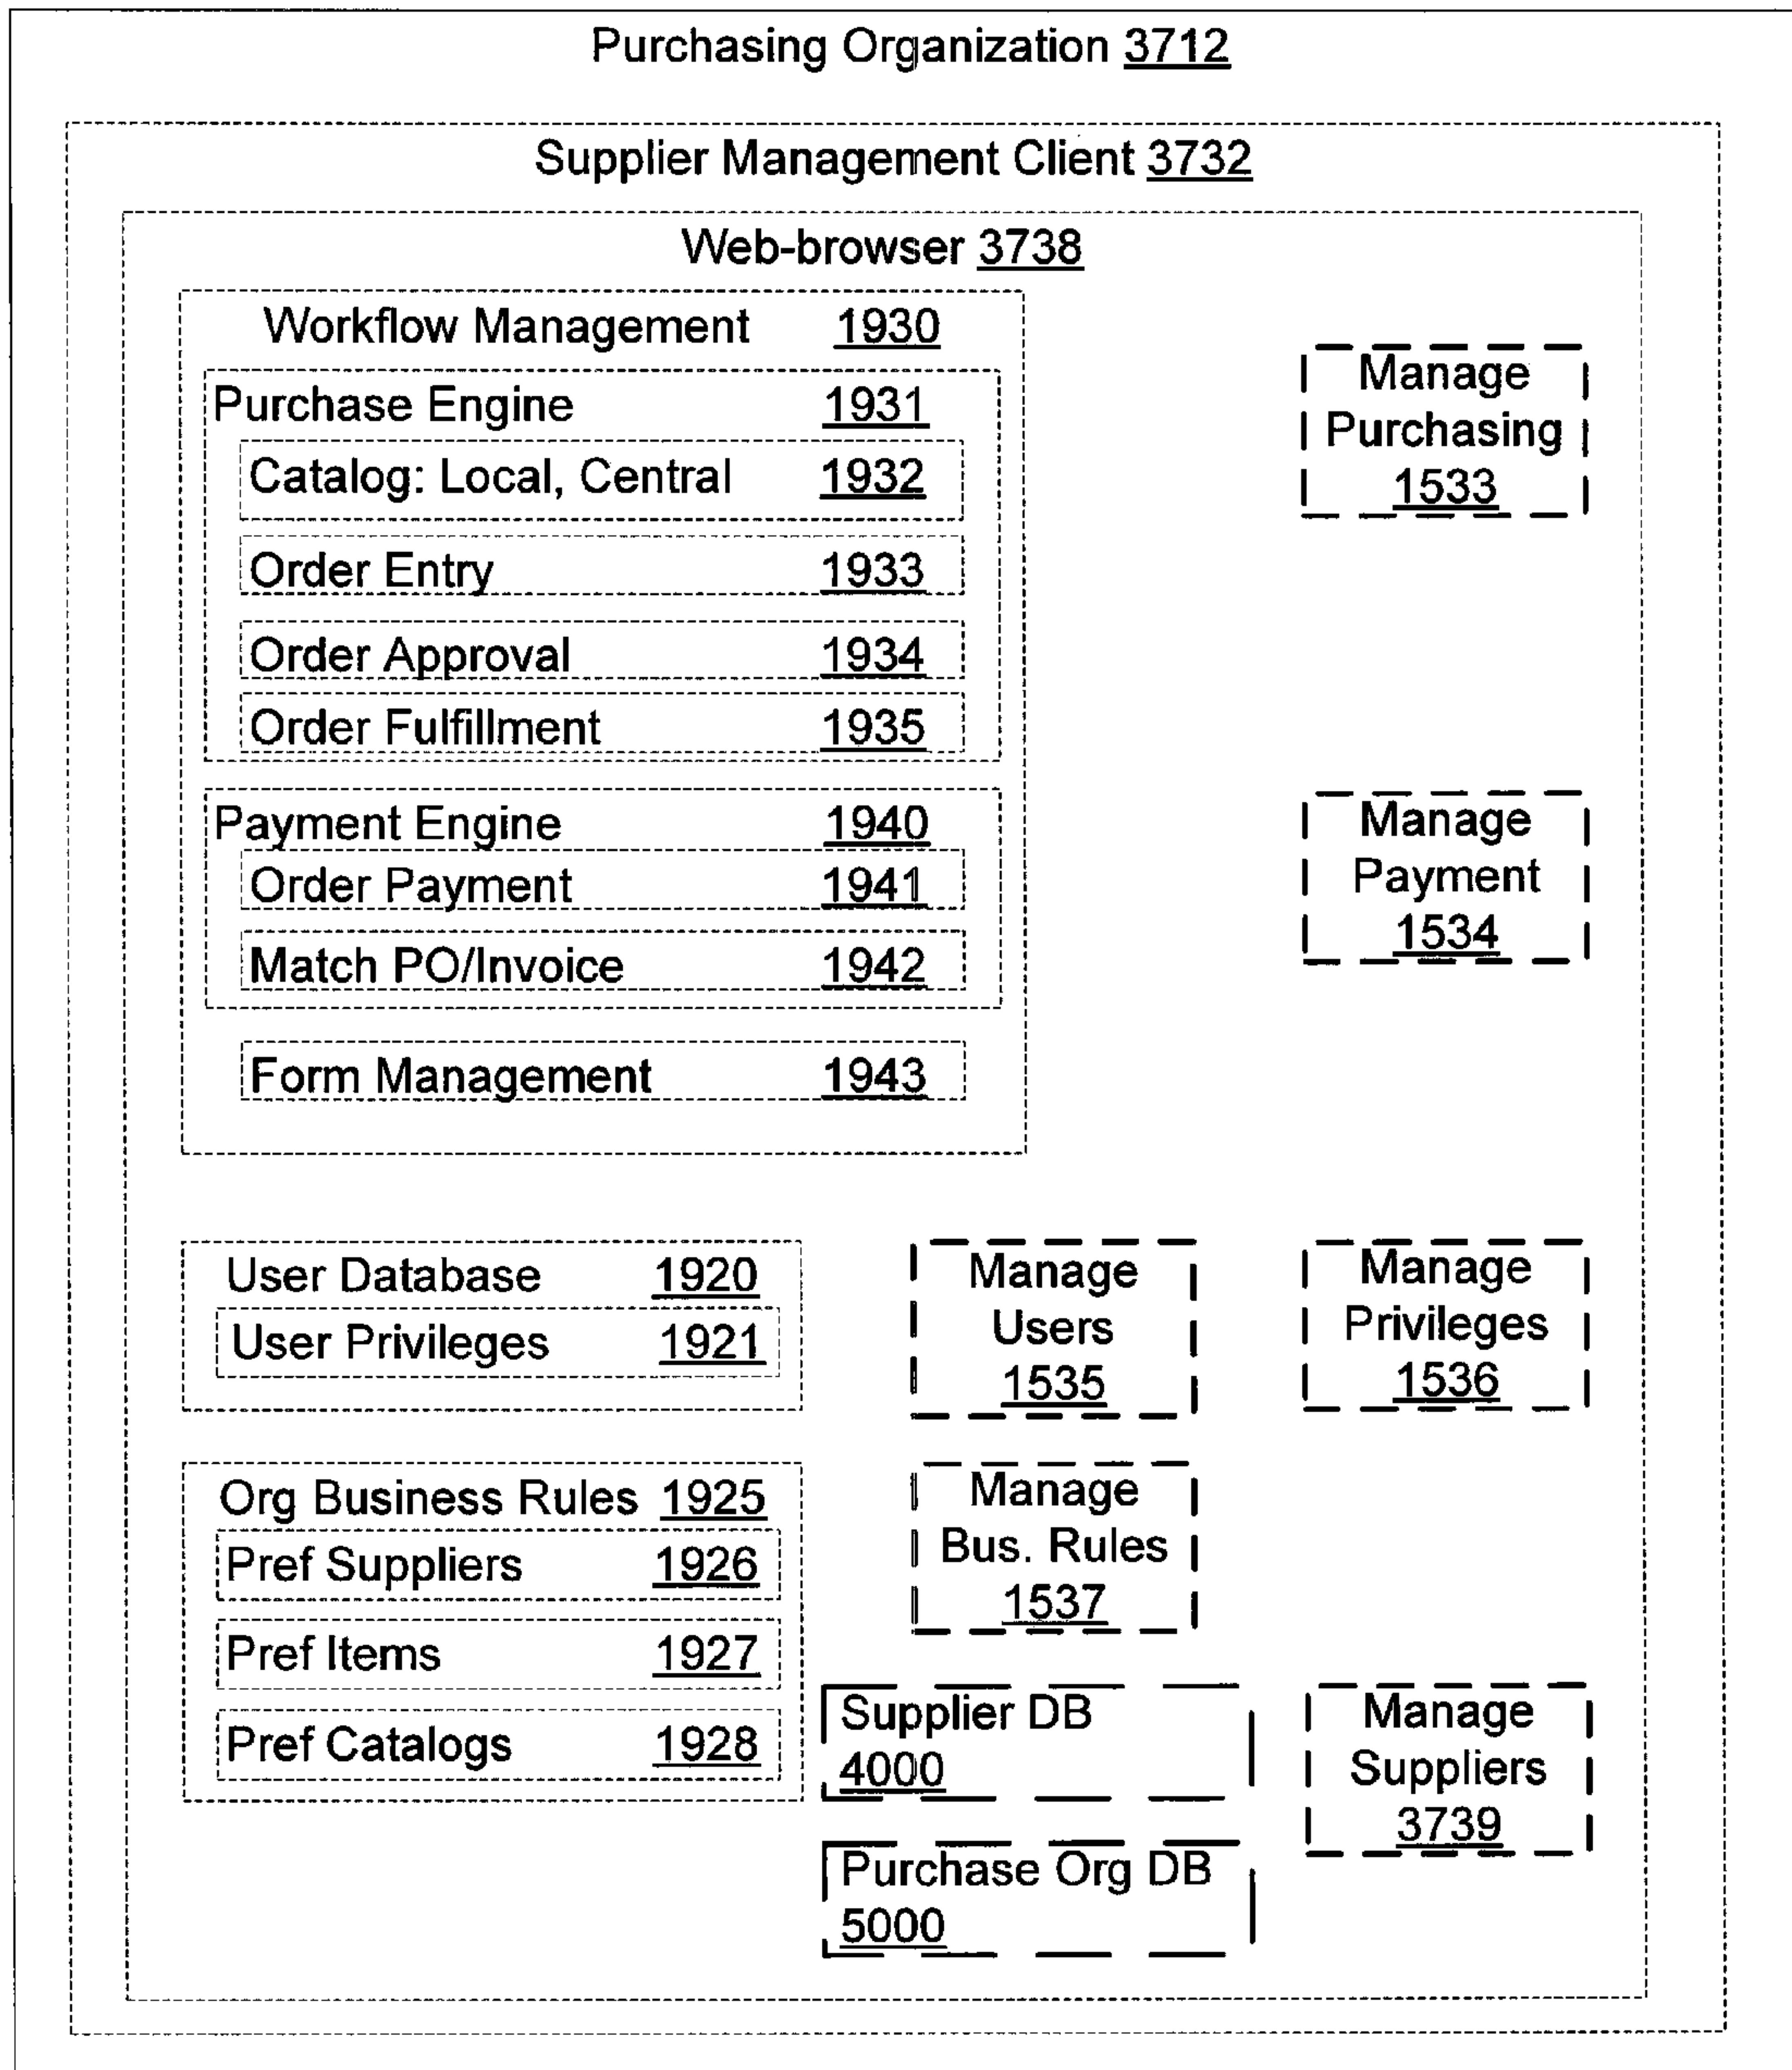 Purchasing Organization 3712
Supplier Management Client 3732
Web-browser 3738
Workflow Management 1930
Purchase Engine 1931
Catalog: Local, Central 1932
Order Entry 1933
Order Approval 1934
Order Fulfillment 1935
Payment Engine 1940
Order Payment 1941
Match PO/Invoice 1942
Form Management 1943
Manage
Purchasing
1533
Manage
Payment
1534
User Database 1920
User Privileges 1921
Manage
Users
1535
Manage
Privileges
1536
Org Business Rules 1925
Pref Suppliers 1926
Pref Items 1927
Pref Catalogs 1928
Manage
Bus. Rules
1537
Supplier DB
4000
Purchase Org DB
5000
Manage
Suppliers
3739